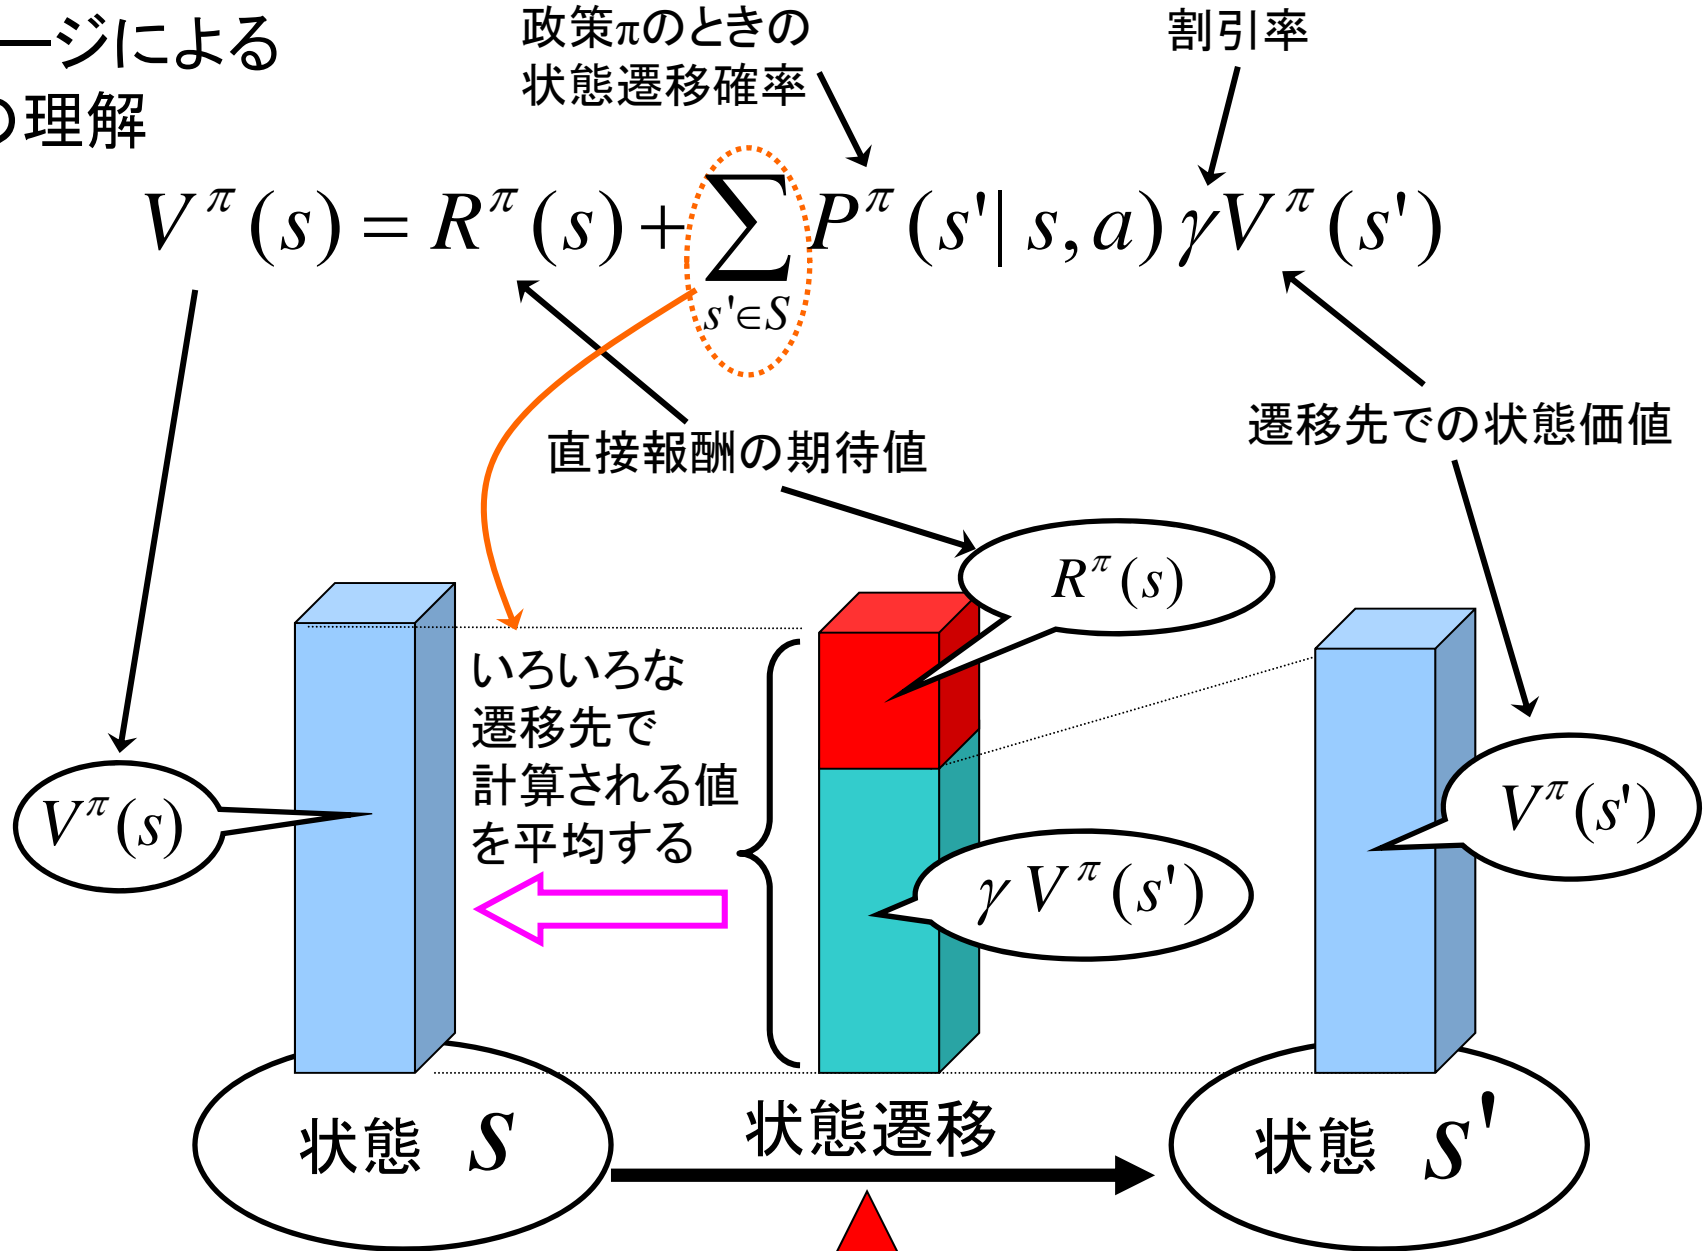 ージによる
の理解
政策πのときの
状態遷移確率
割引率
V^π(s) = R^π(s) + ∑_{s'∈S} P^π(s'| s, a) γV^π(s')
直接報酬の期待値
遷移先での状態価値
R^π(s)
いろいろな
遷移先で
計算される値
を平均する
V^π(s)
γ V^π(s')
V^π(s')
状態遷移
状態 s
状態 s'